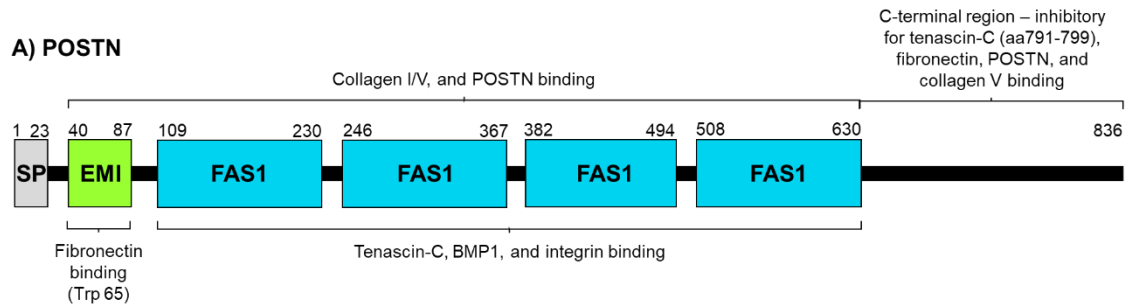 C-terminal region – inhibitory
for tenascin-C (aa791-799),
fibronectin, POSTN, and
collagen V binding
A) POSTN
Collagen I/V, and POSTN binding
1 23 40 87 109 230 246 367 382 494 508 630 836
SP EMI FAS1 FAS1 FAS1 FAS1
Fibronectin
binding
(Trp 65)
Tenascin-C, BMP1, and integrin binding